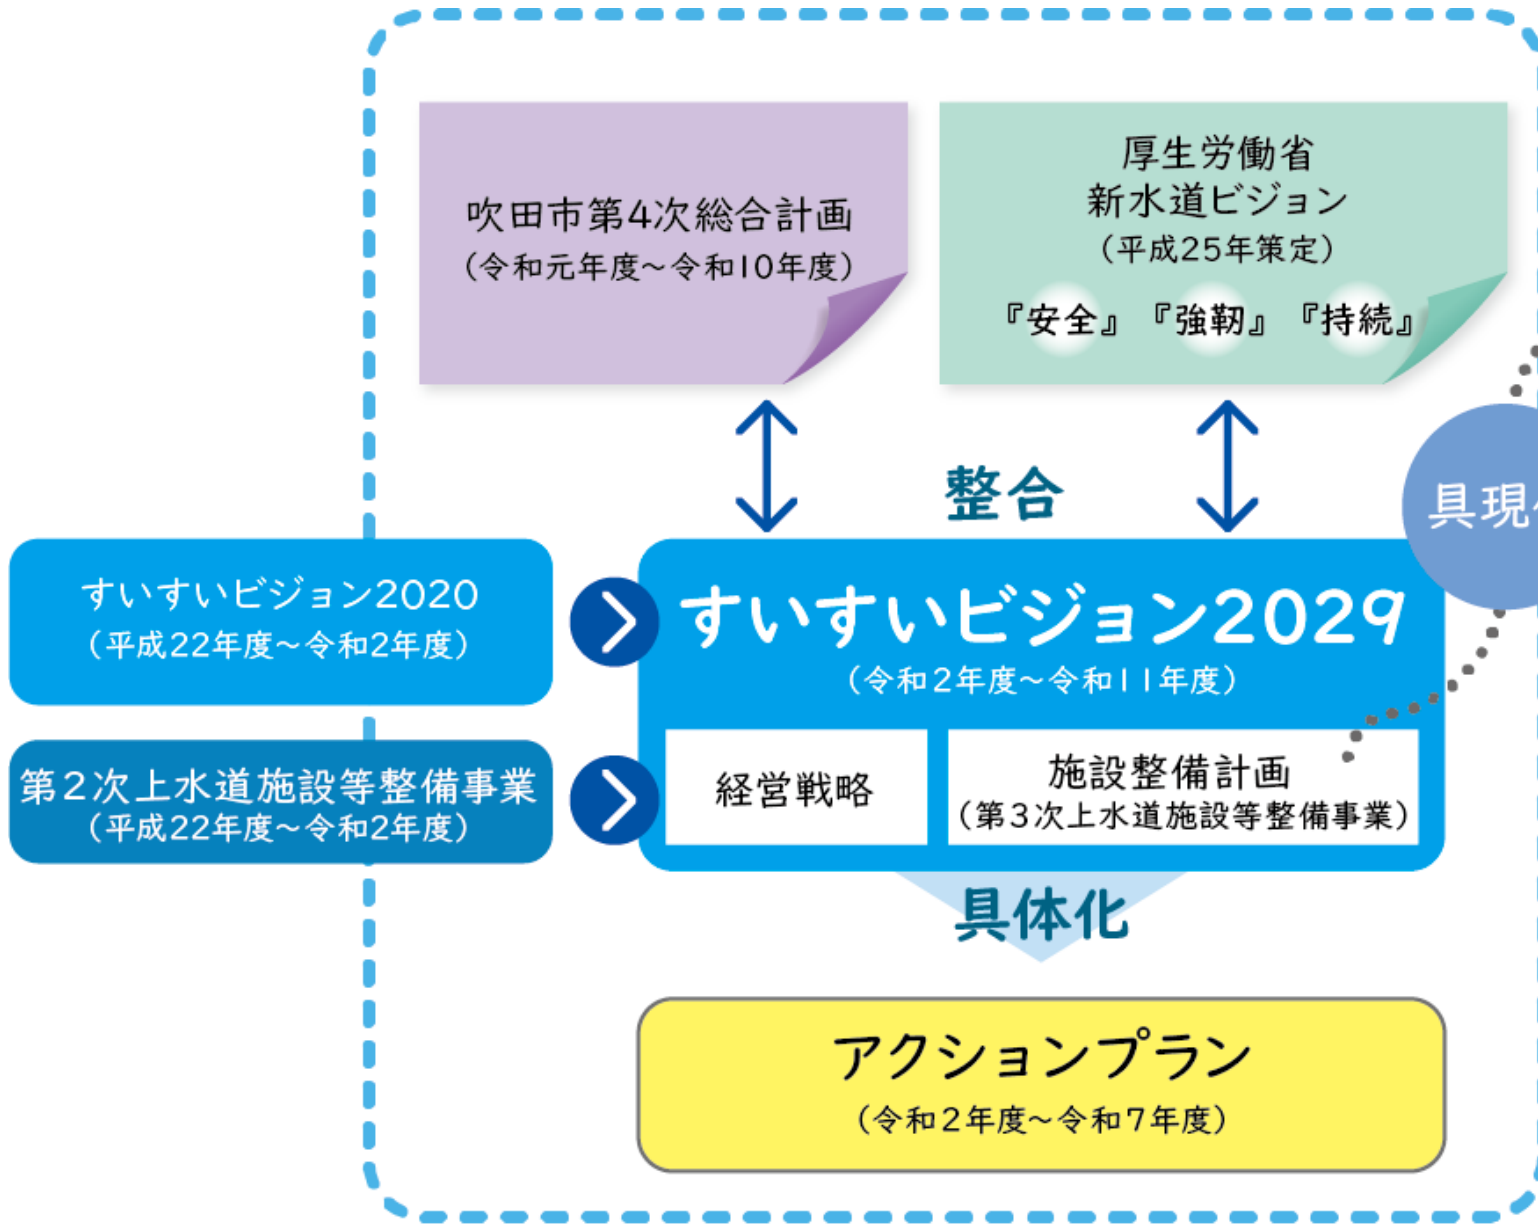 吹田市第4次総合計画
(令和元年度~令和10年度)
厚生労働省
新水道ビジョン
(平成25年策定)
『安全』『強靭』『持続』
整合
具現
すいすいビジョン2020
(平成22年度~令和2年度)
すいすいビジョン2029
(令和2年度~令和11年度)
第2次上水道施設等整備事業
(平成22年度~令和2年度)
経営戦略
施設整備計画
(第3次上水道施設等整備事業)
具体化
アクションプラン
(令和2年度~令和7年度)